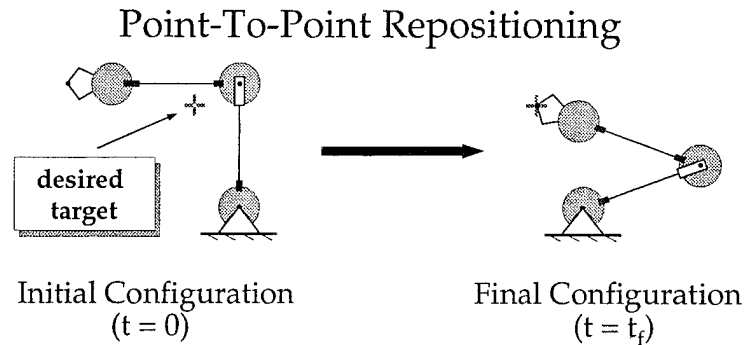 Point-To-Point Repositioning
desired
target
Initial Configuration
(t = 0)
Final Configuration
(t = t_f)